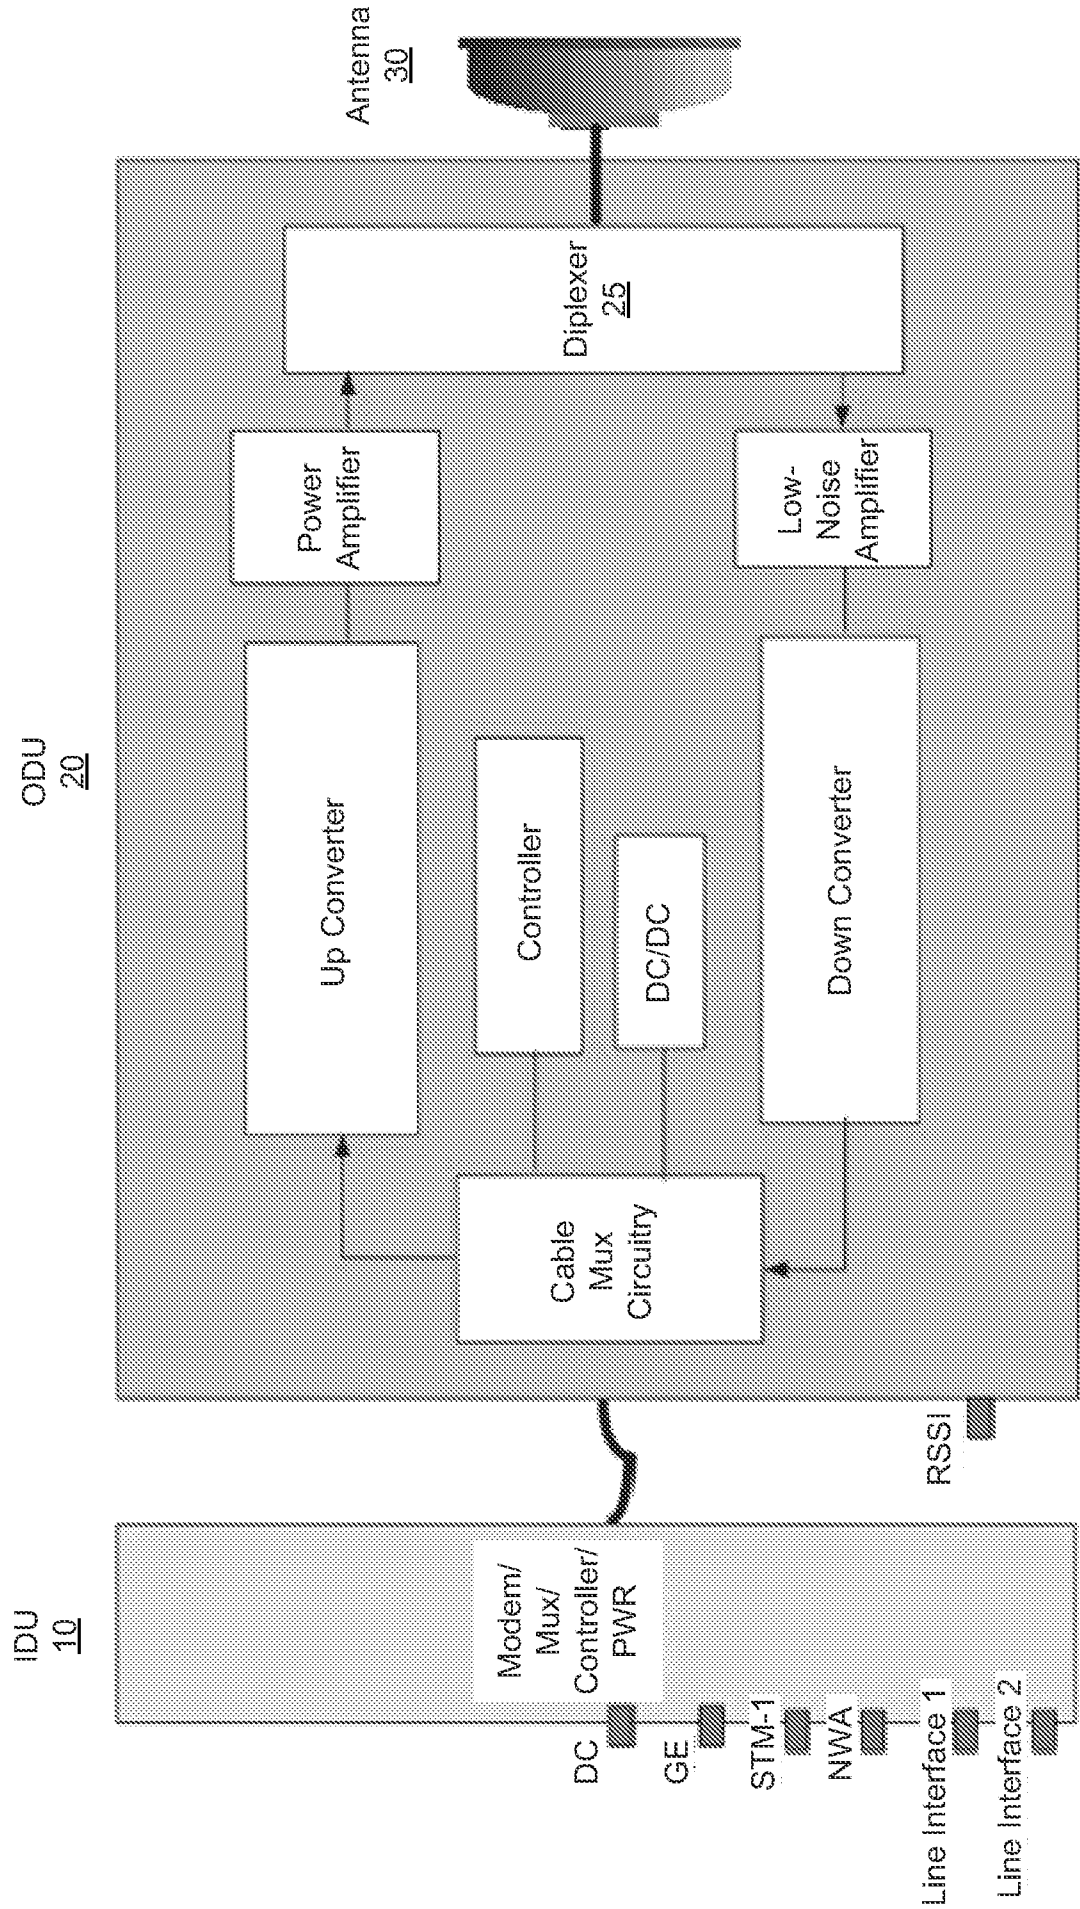 IDU
10
ODU
20
Antenna
30
Modem/
Mux/
Controller/
PWR
DC
GE
STM-1
NWA
Line Interface 1
Line Interface 2
RSSI
Cable
Mux
Circuitry
Up Converter
Controller
DC/DC
Down Converter
Power
Amplifier
Low-
Noise
Amplifier
Diplexer
25